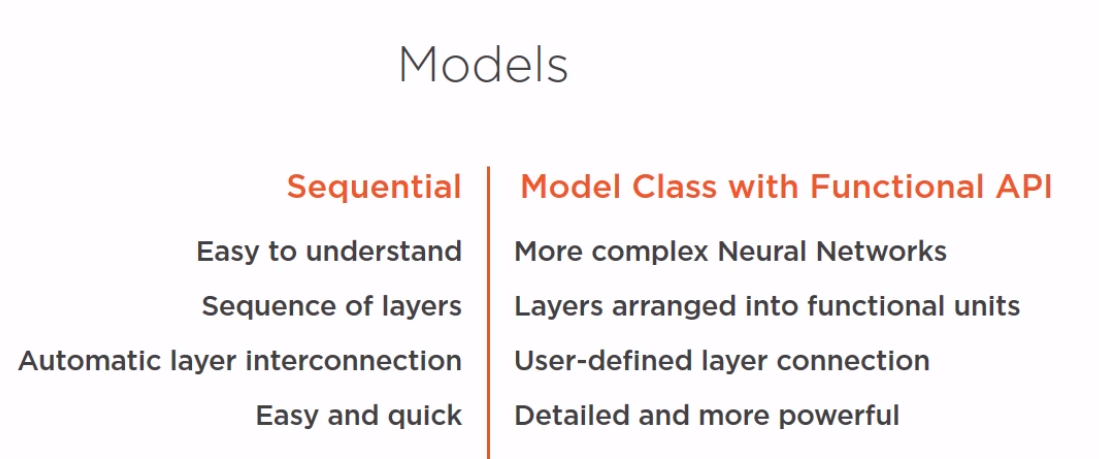 Models
Sequential
Model Class with Functional API
Easy to understand
More complex Neural Networks
Sequence of layers
Layers arranged into functional units
Automatic layer interconnection
User-defined layer connection
Easy and quick
Detailed and more powerful